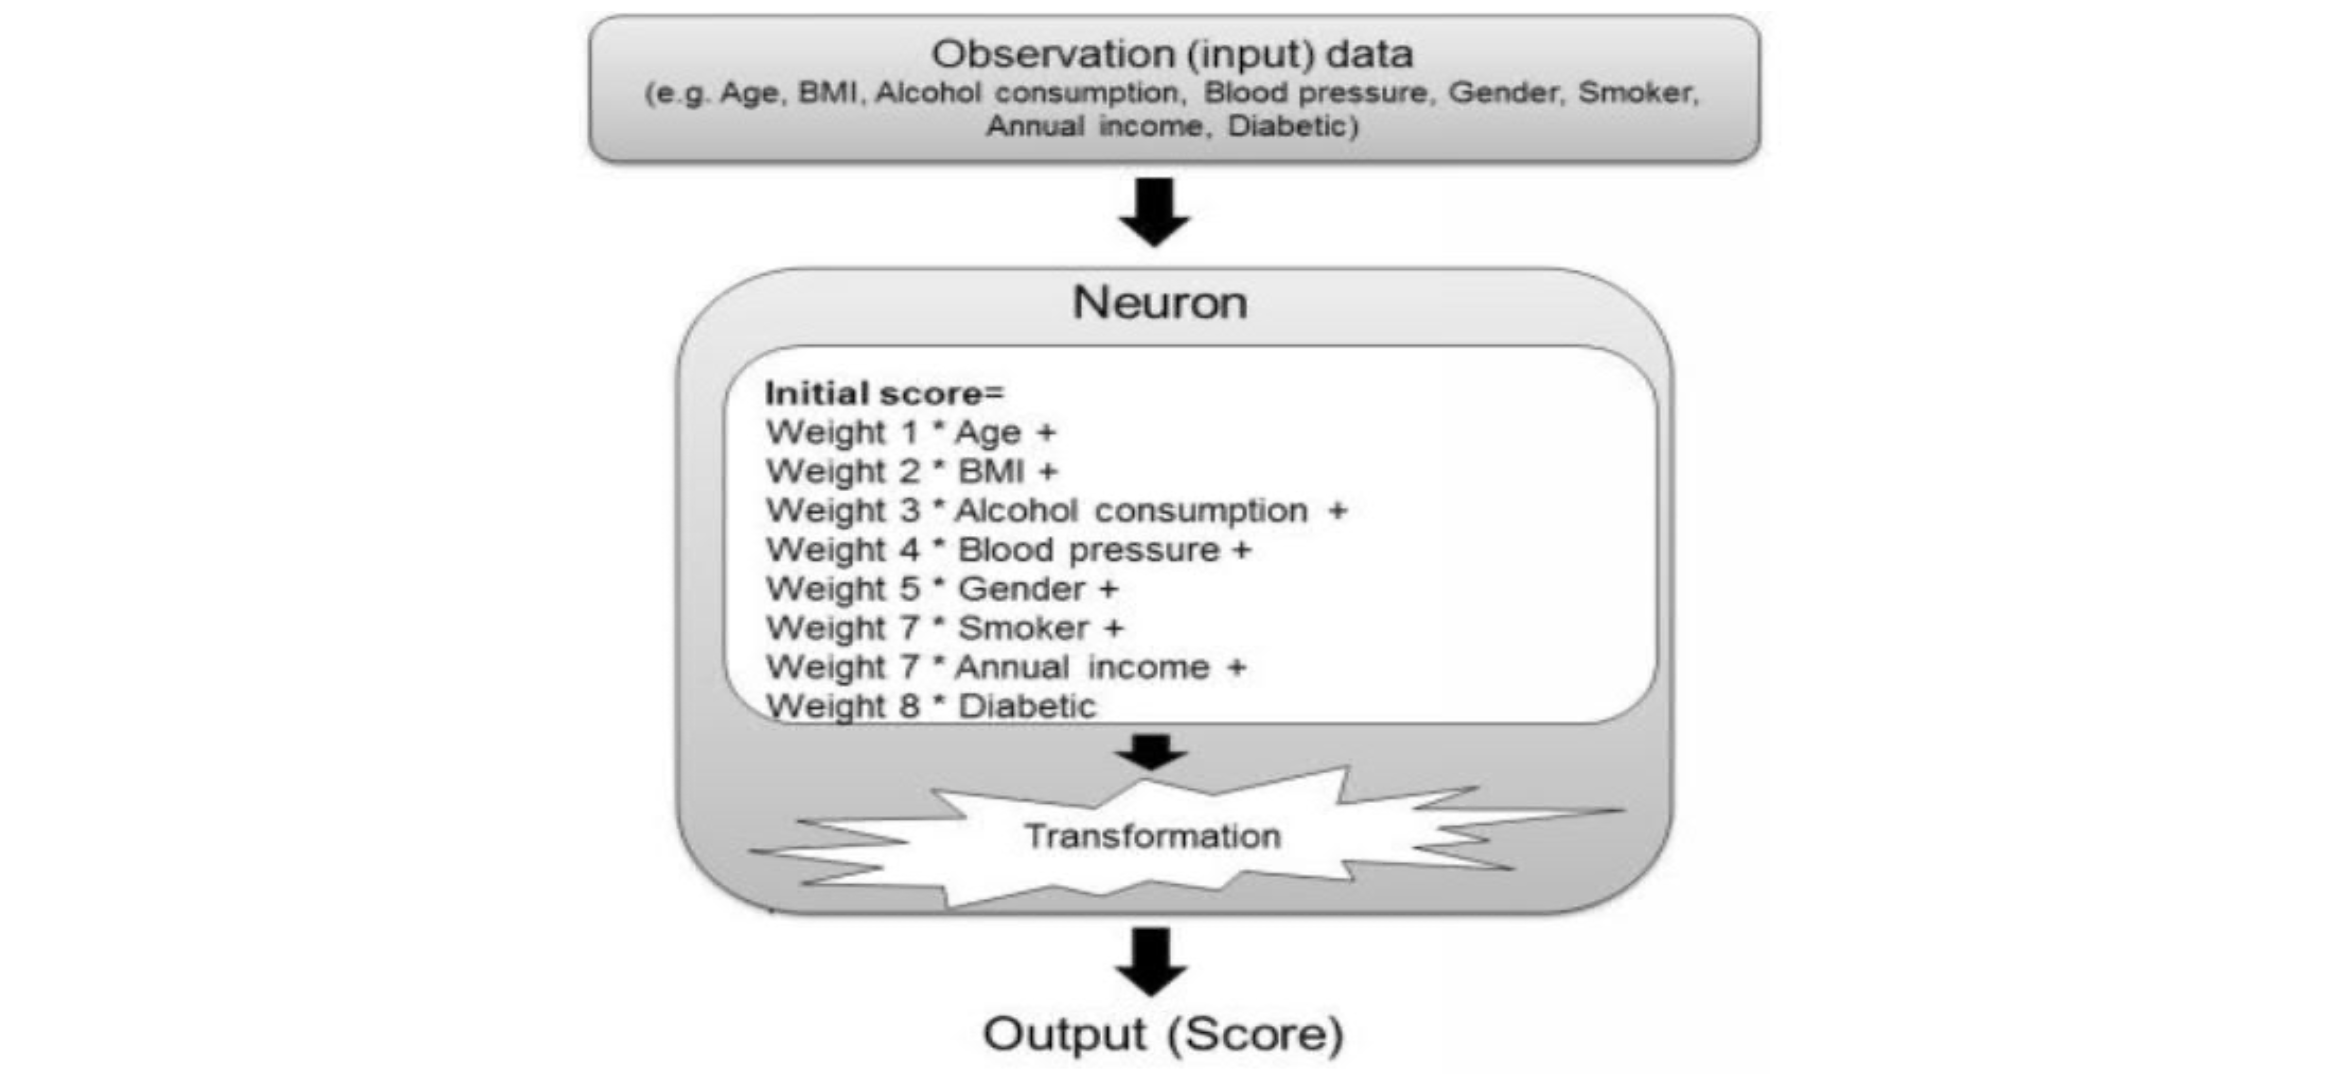 Observation (input) data
(e.g. Age, BMI, Alcohol consumption, Blood pressure, Gender, Smoker,
Annual income, Diabetic)
Neuron
Initial score=
Weight 1 * Age +
Weight 2 * BMI +
Weight 3 * Alcohol consumption +
Weight 4 * Blood pressure +
Weight 5 * Gender +
Weight 7 * Smoker +
Weight 7 * Annual income +
Weight 8 * Diabetic
Transformation
Output (Score)